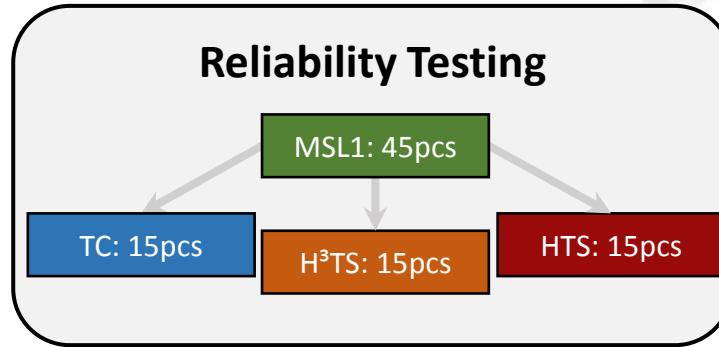 Reliability Testing
MSL1: 45pcs
TC: 15pcs
H³TS: 15pcs
HTS: 15pcs